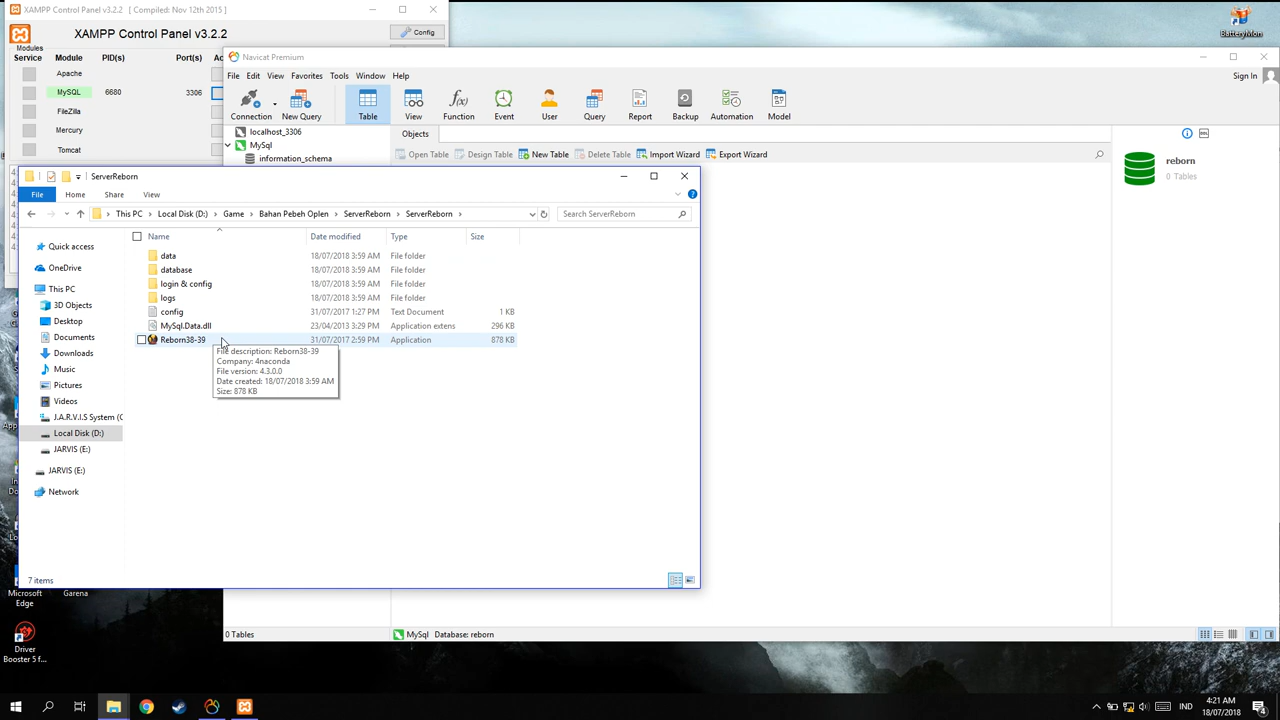 XAMPP Control Panel v3.2.2 [ Compiled: Nov 12th 2015 ]
BatteryMon
XAMPP Control Panel v3.2.2
Config
Modules
Service
Module
PID(s)
Port(s)
Apache
MySQL
6680
3306
FileZilla
Mercury
Tomcat
Navicat Premium
File Edit View Favorites Tools Window Help
Sign In
Connection
New Query
Table
View
Function
Event
User
Query
Report
Backup
Automation
Model
localhost_3306
MySql
information_schema
Objects
Open Table
Design Table
New Table
Delete Table
Import Wizard
Export Wizard
reborn
0 Tables
ServerReborn
File Home Share View
This PC
Local Disk (D:)
Game
Bahan Pebeh Oplen
ServerReborn
ServerReborn
Search ServerReborn
Quick access
OneDrive
This PC
3D Objects
Desktop
Documents
Downloads
Music
Pictures
Videos
J.A.R.V.I.S System (C
Local Disk (D:)
JARVIS (E:)
JARVIS (E:)
Network
Name Date modified Type Size
data 18/07/2018 3:59 AM File folder
database 18/07/2018 3:59 AM File folder
login & config 18/07/2018 3:59 AM File folder
logs 18/07/2018 3:59 AM File folder
config 31/07/2017 1:27 PM Text Document 1 KB
MySql.Data.dll 23/04/2013 3:29 PM Application extens 296 KB
Reborn38-39 31/07/2017 2:59 PM Application 878 KB
File description: Reborn38-39
Company: 4naconda
File version: 4.3.0.0
Date created: 18/07/2018 3:59 AM
Size: 878 KB
7 items
0 Tables
MySql Database: reborn
Microsoft
Edge
Garena
Driver
Booster 5 f...
IND
4:21 AM
18/07/2018
4